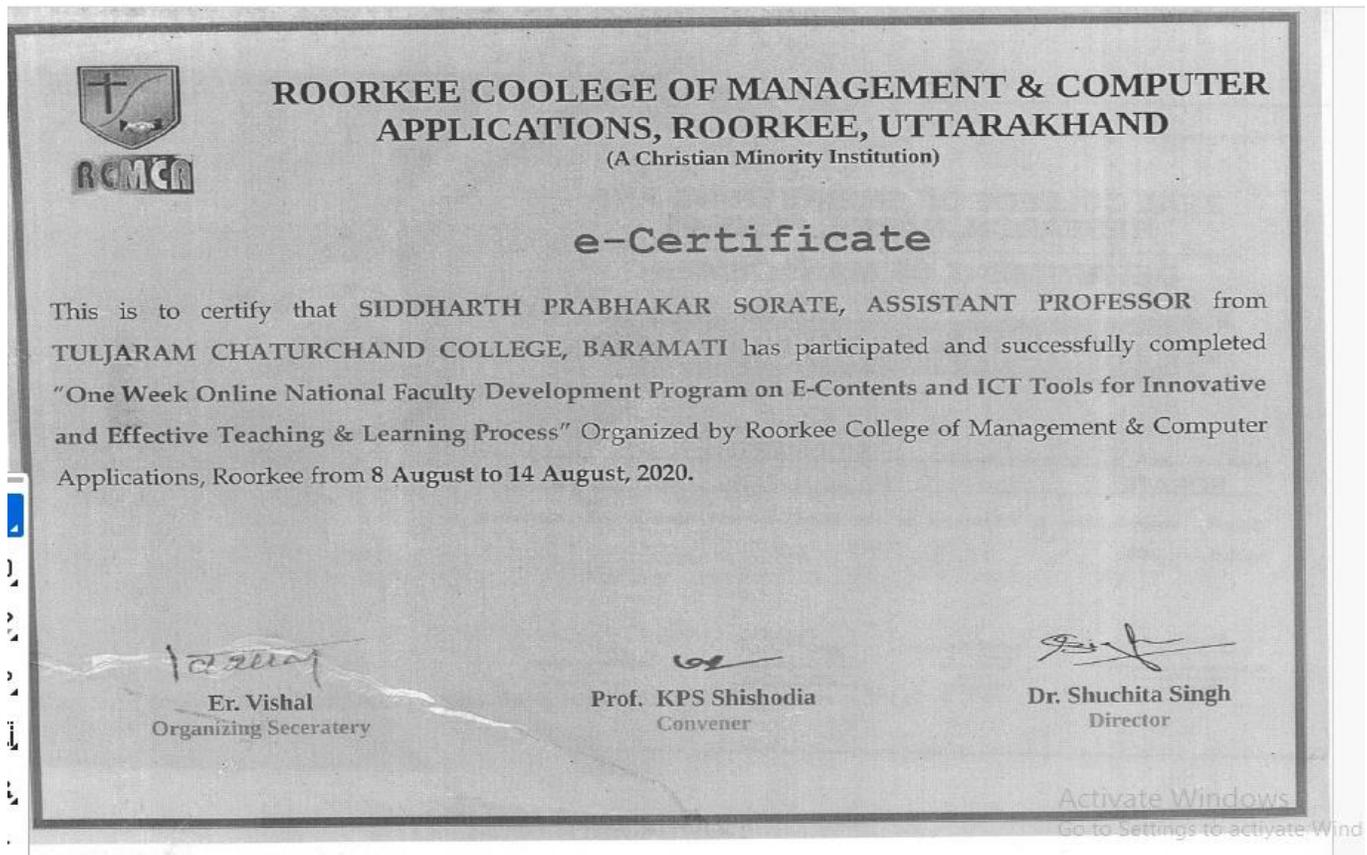 ROORKEE COOLEGE OF MANAGEMENT & COMPUTER
APPLICATIONS, ROORKEE, UTTARAKHAND
(A Christian Minority Institution)
RCMCA
e-Certificate
This is to certify that SIDDHARTH PRABHAKAR SORATE, ASSISTANT PROFESSOR from
TULJARAM CHATURCHAND COLLEGE, BARAMATI has participated and successfully completed
"One Week Online National Faculty Development Program on E-Contents and ICT Tools for Innovative
and Effective Teaching & Learning Process" Organized by Roorkee College of Management & Computer
Applications, Roorkee from 8 August to 14 August, 2020.
Er. Vishal
Organizing Seceratery
Prof. KPS Shishodia
Convener
Dr. Shuchita Singh
Director
Activate Windows
Go to Settings to activate Wind